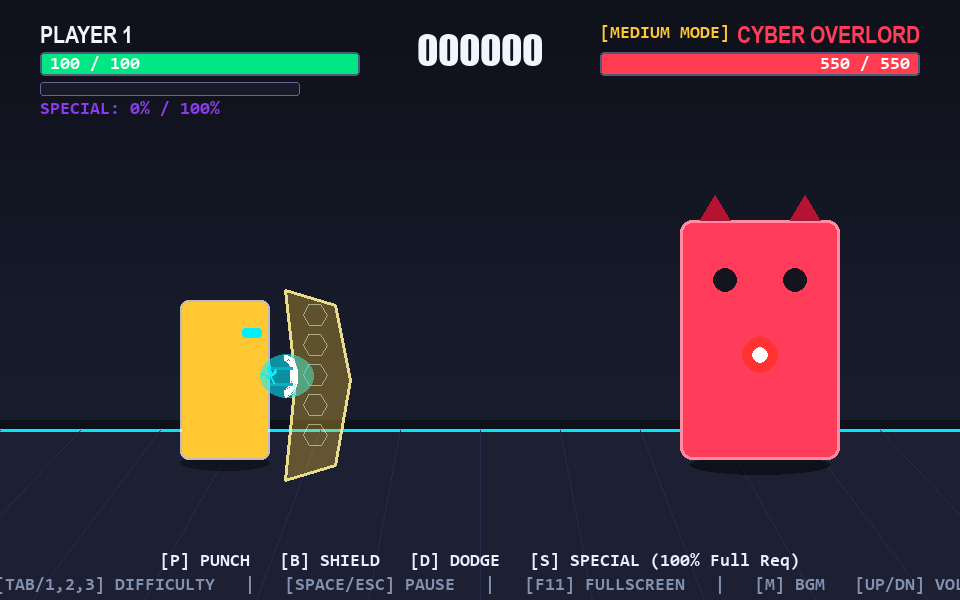 PLAYER 1
100 / 100
SPECIAL: 0% / 100%
000000
[MEDIUM MODE] CYBER OVERLORD
550 / 550
[P] PUNCH [B] SHIELD [D] DODGE [S] SPECIAL (100% Full Req)
[TAB/1,2,3] DIFFICULTY | [SPACE/ESC] PAUSE | [F11] FULLSCREEN | [M] BGM [UP/DN] VOL